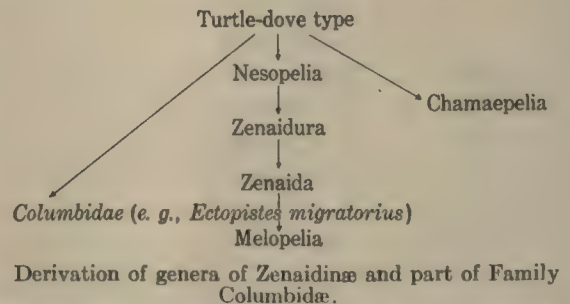 Turtle-dove type
Nesopelia
Chamaepelia
Zenaidura
Zenaida
Columbidae (e. g., Ectopistes migratorius)
Melopelia
Derivation of genera of Zenaidinæ and part of Family
Columbidæ.